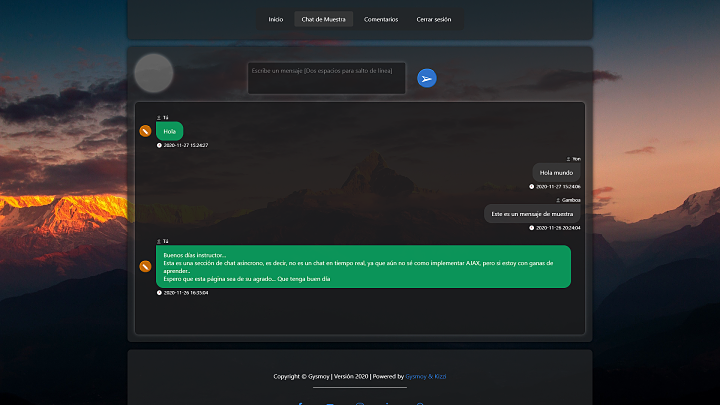 Inicio Chat de Muestra Comentarios Cerrar sesión
Escribe un mensaje [Dos espacios para salto de línea]
Tú
Hola
2020-11-27 15:24:27
Yon
Hola mundo
2020-11-27 15:24:06
Gamboa
Este es un mensaje de muestra
2020-11-26 20:24:04
Tú
Buenos días instructor...
Esta es una sección de chat asíncrono, es decir, no es un chat en tiempo real, ya que aún no sé como implementar AJAX, pero si estoy con ganas de
aprender..
Espero que esta página sea de su agrado... Que tenga buen día
2020-11-26 16:35:04
Copyright © Gysmoy | Versión 2020 | Powered by Gysmoy & Kizzi